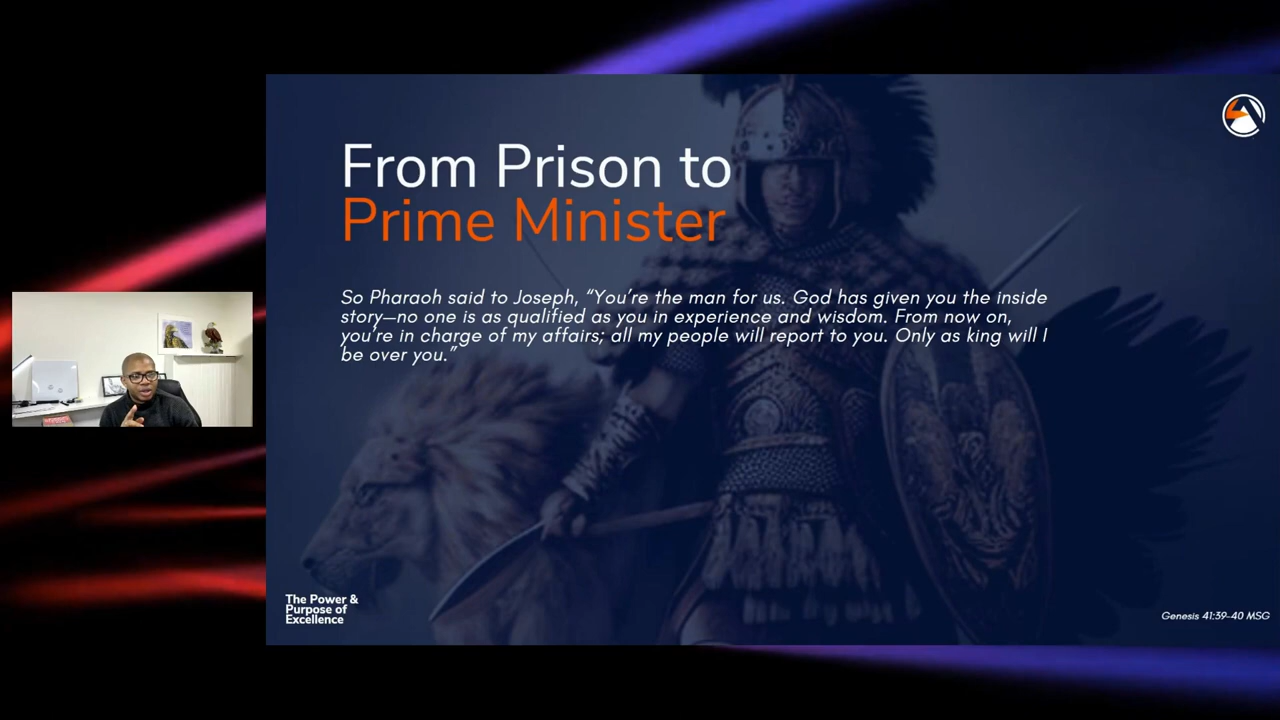 From Prison to
Prime Minister
So Pharaoh said to Joseph, “You’re the man for us. God has given you the inside
story—no one is as qualified as you in experience and wisdom. From now on,
you’re in charge of my affairs; all my people will report to you. Only as king will I
be over you.”
The Power &
Purpose of
Excellence
Genesis 41:39-40 MSG